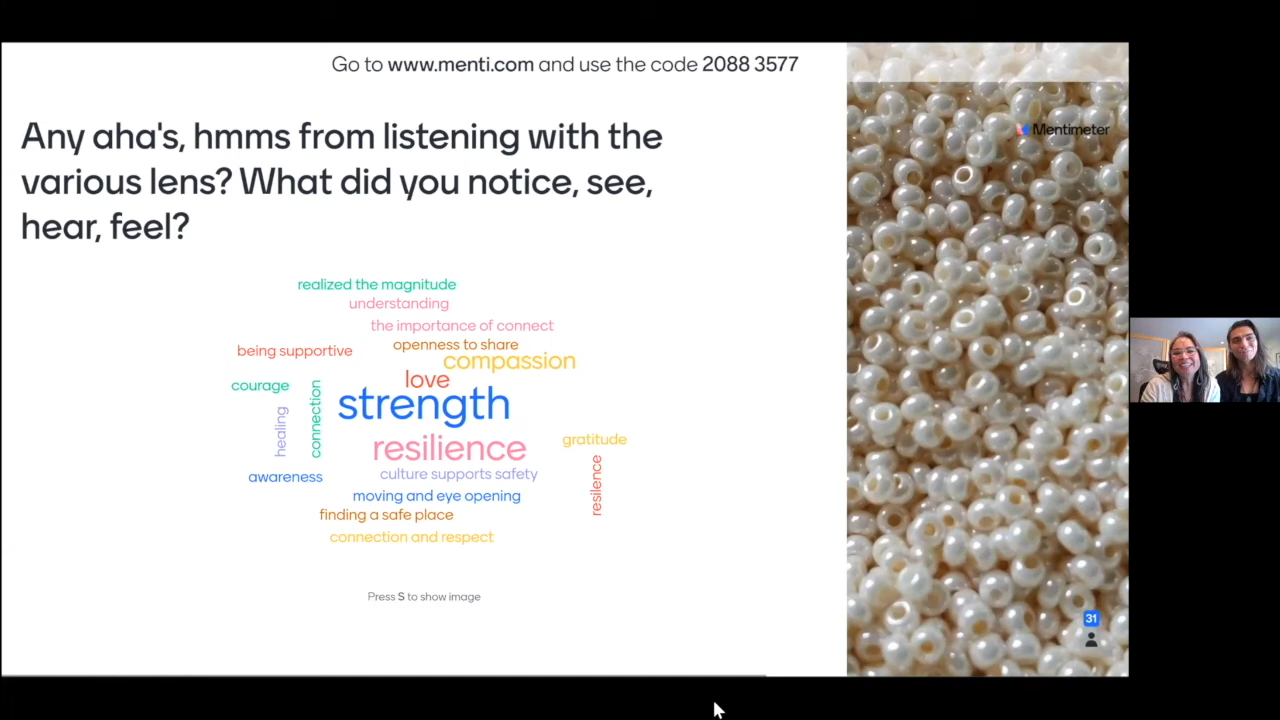 Go to www.menti.com and use the code 2088 3577
Mentimeter
Any aha's, hmms from listening with the
various lens? What did you notice, see,
hear, feel?
realized the magnitude
understanding
the importance of connect
openness to share
being supportive
compassion
love
courage
strength
connection
healing
resilience
gratitude
culture supports safety
awareness
resilence
moving and eye opening
finding a safe place
connection and respect
Press S to show image
31